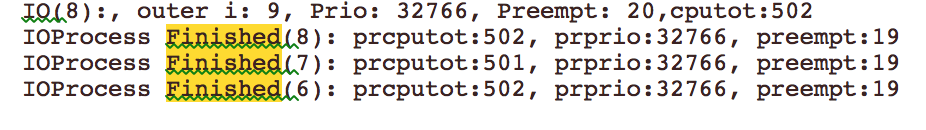 IO(8):, outer i: 9, Prio: 32766, Preempt: 20,cputot:502
IOProcess Finished(8): prcputot:502, prprio:32766, preempt:19
IOProcess Finished(7): prcputot:501, prprio:32766, preempt:19
IOProcess Finished(6): prcputot:502, prprio:32766, preempt:19